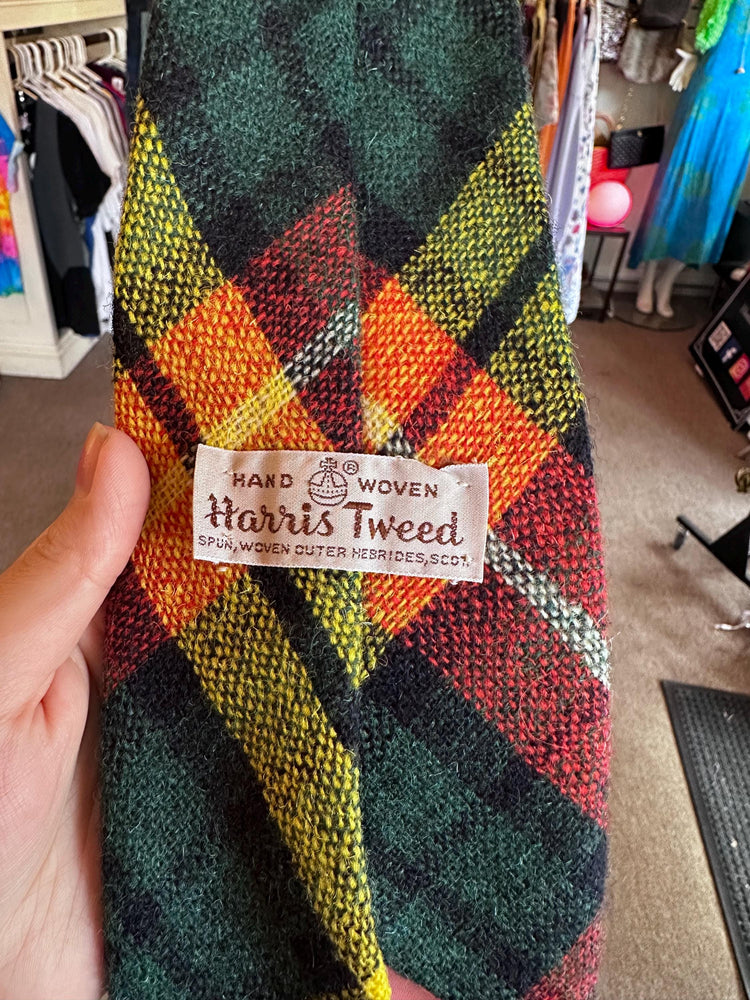 HAND ® WOVEN
Harris Tweed
SPUN, WOVEN OUTER HEBRIDES, SCOT.